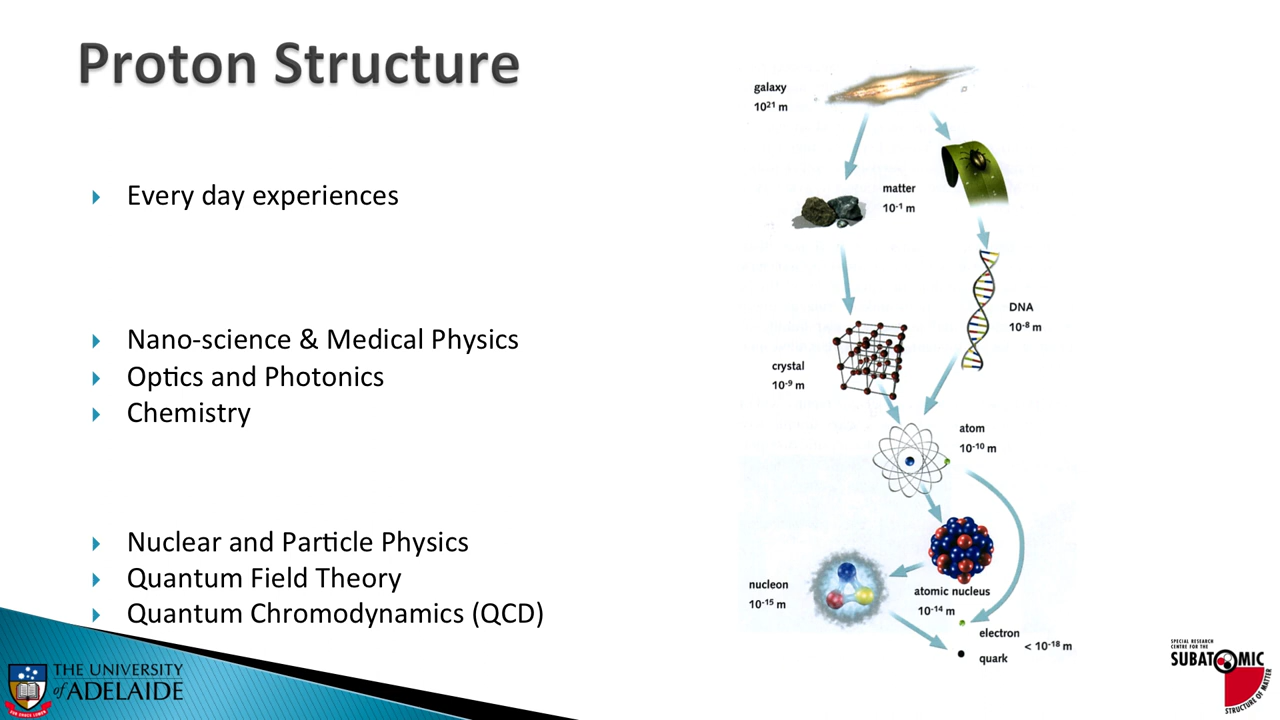 Proton Structure
Every day experiences
Nano-science & Medical Physics
Optics and Photonics
Chemistry
Nuclear and Particle Physics
Quantum Field Theory
Quantum Chromodynamics (QCD)
galaxy
10²¹ m
matter
10⁻¹ m
DNA
10⁻⁸ m
crystal
10⁻⁹ m
atom
10⁻¹⁰ m
atomic nucleus
10⁻¹⁴ m
nucleon
10⁻¹⁵ m
electron
< 10⁻¹⁸ m
quark
THE UNIVERSITY
of ADELAIDE
SPECIAL RESEARCH
CENTRE FOR THE
SUBATOMIC
STRUCTURE OF MATTER